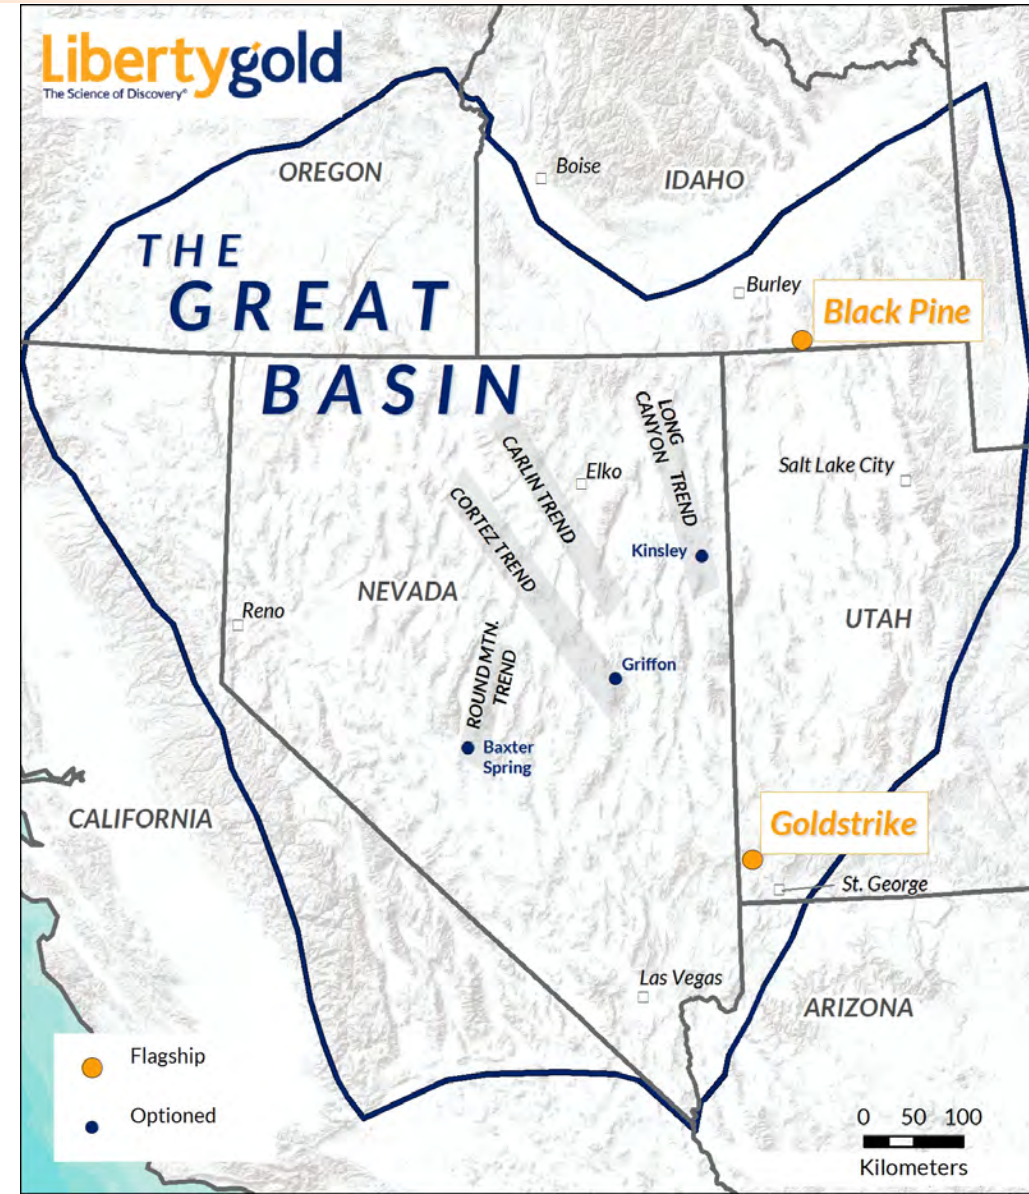 Libertygold
The Science of Discovery®
OREGON
Boise
IDAHO
THE
GREAT
BASIN
Burley
Black Pine
LONG
CANYON TREND
CARLIN TREND
Elko
Salt Lake City
CORTEZ TREND
Kinsley
NEVADA
Reno
UTAH
ROUND MTN.
TREND
Griffon
Baxter
Spring
CALIFORNIA
Goldstrike
St. George
Las Vegas
ARIZONA
Flagship
Optioned
0 50 100
Kilometers